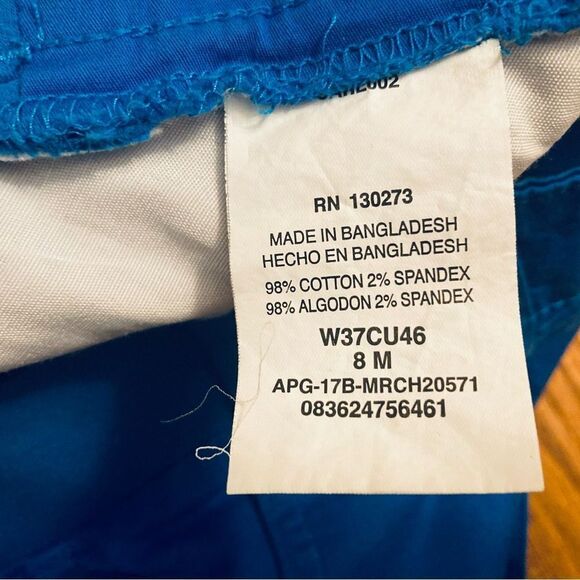 RN 130273
MADE IN BANGLADESH
HECHO EN BANGLADESH
98% COTTON 2% SPANDEX
98% ALGODON 2% SPANDEX
W37CU46
8 M
APG-17B-MRCH20571
083624756461